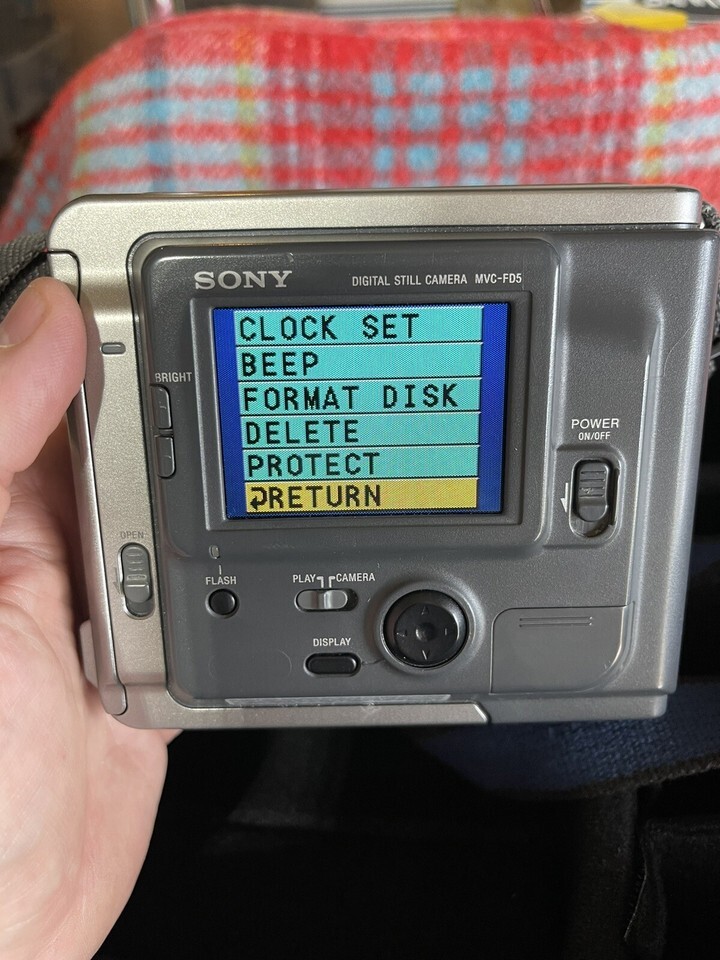 SONY
DIGITAL STILL CAMERA MVC-FD5
CLOCK SET
BEEP
FORMAT DISK
DELETE
PROTECT
RETURN
BRIGHT
POWER
ON/OFF
OPEN
FLASH
PLAY CAMERA
DISPLAY